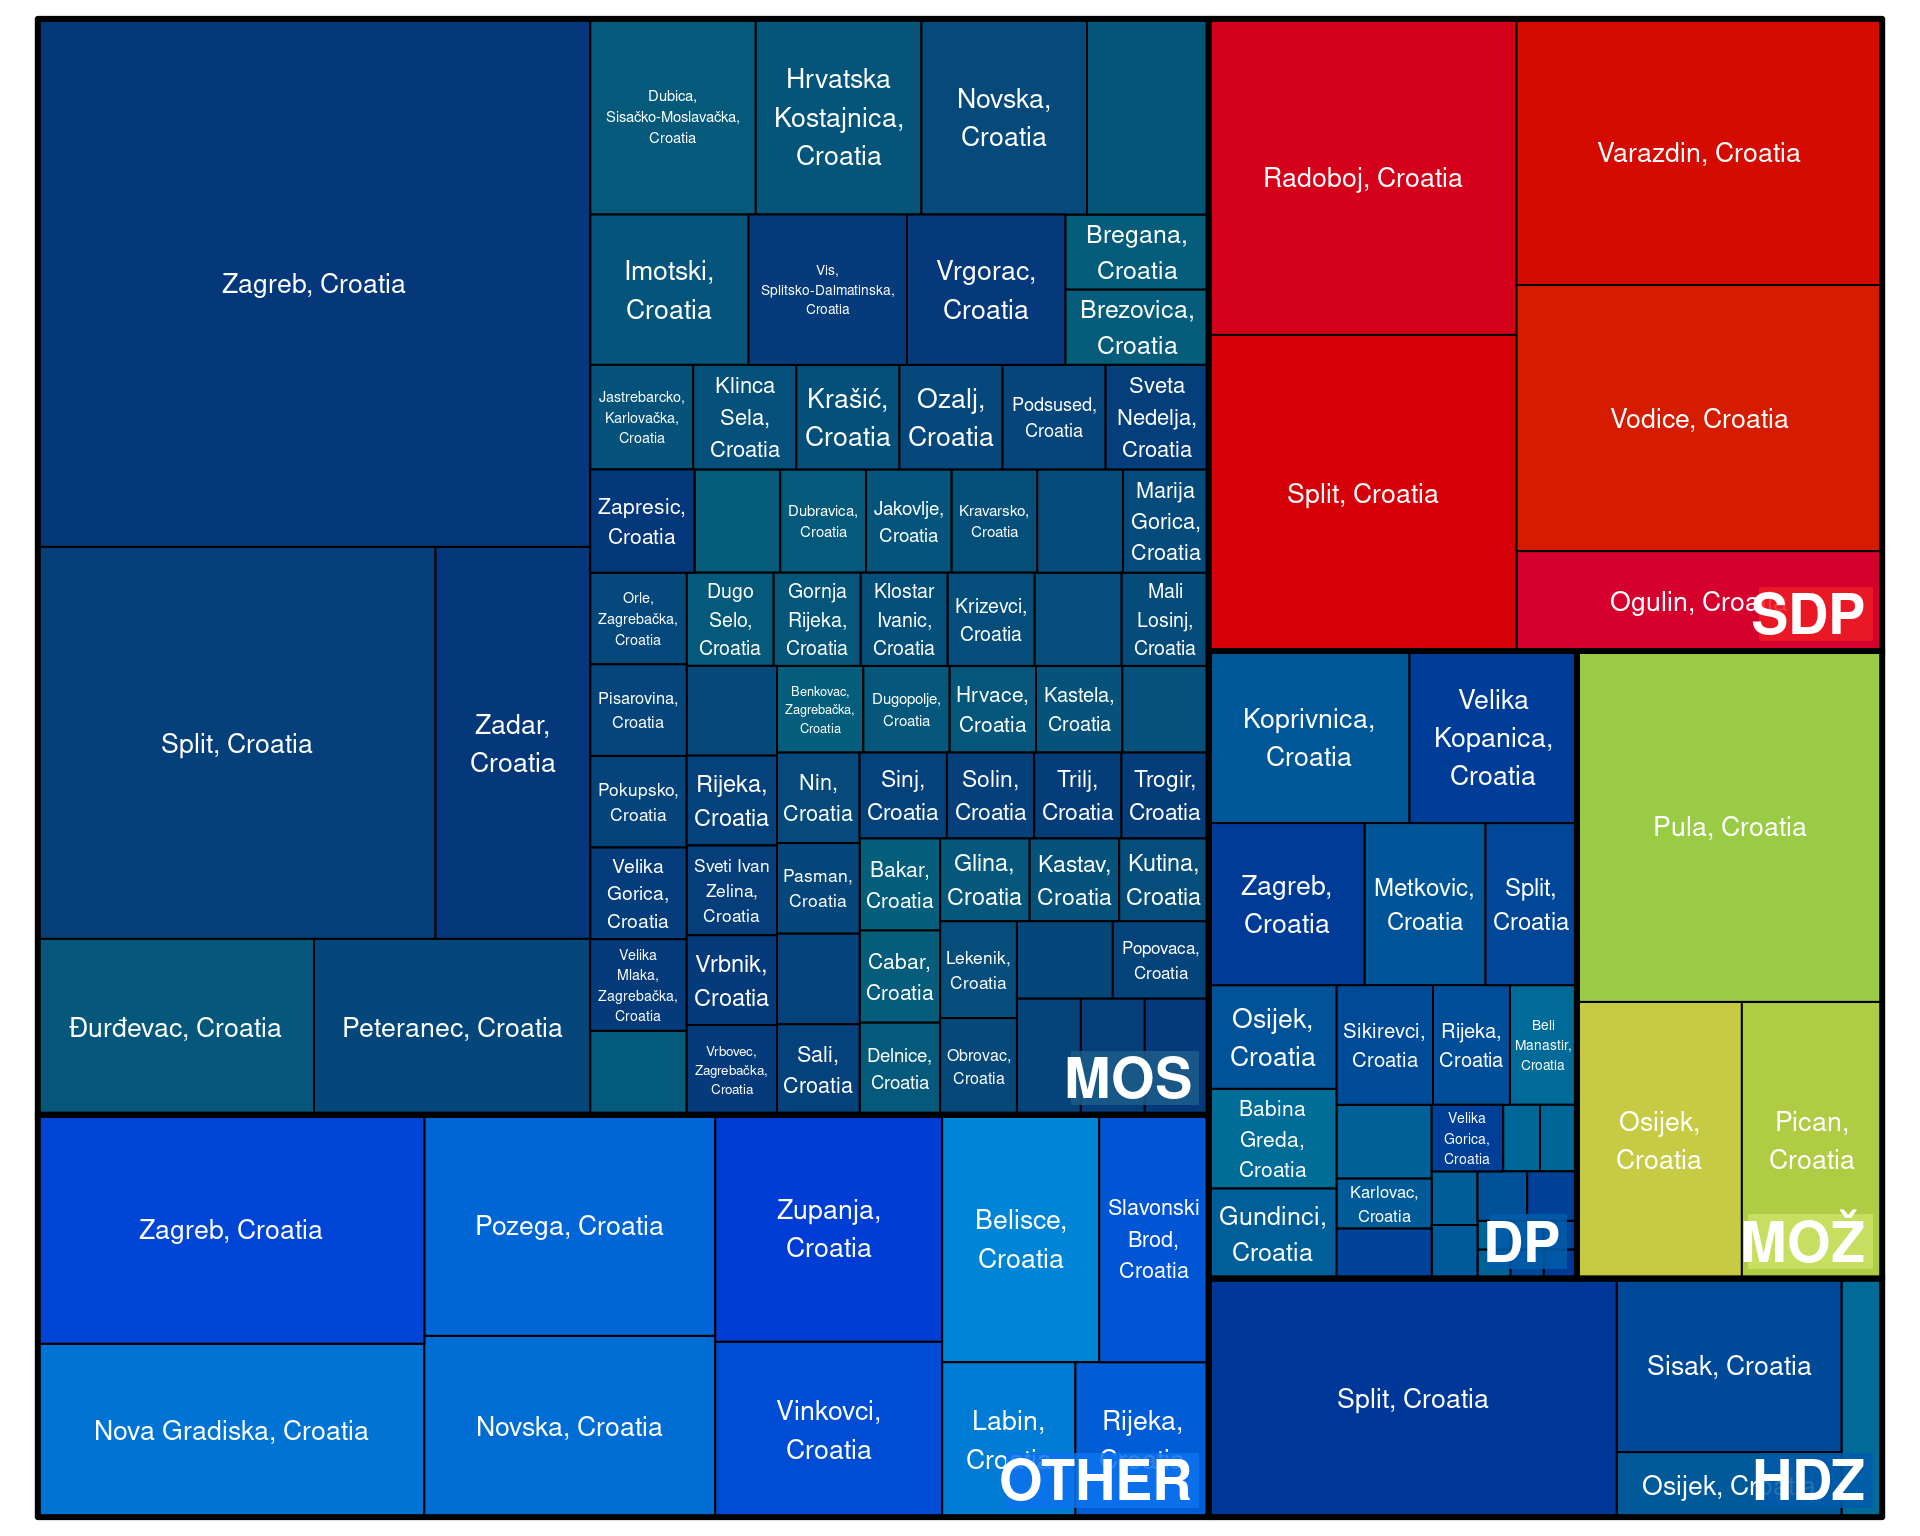 Zagreb, Croatia
Split, Croatia
Zadar,
Croatia
Đurđevac, Croatia
Peteranec, Croatia
Dubica,
Sisačko-Moslavačka,
Croatia
Hrvatska
Kostajnica,
Croatia
Novska,
Croatia
Imotski,
Croatia
Vis,
Splitsko-Dalmatinska,
Croatia
Vrgorac,
Croatia
Bregana,
Croatia
Brezovica,
Croatia
Jastrebarcko,
Karlovačka,
Croatia
Klinca
Sela,
Croatia
Krašić,
Croatia
Ozalj,
Croatia
Podsused,
Croatia
Sveta
Nedelja,
Croatia
Zapresic,
Croatia
Dubravica,
Croatia
Jakovlje,
Croatia
Kravarsko,
Croatia
Marija
Gorica,
Croatia
Orle,
Zagrebačka,
Croatia
Dugo
Selo,
Croatia
Gornja
Rijeka,
Croatia
Klostar
Ivanic,
Croatia
Krizevci,
Croatia
Mali
Losinj,
Croatia
Pisarovina,
Croatia
Benkovac,
Zagrebačka,
Croatia
Dugopolje,
Croatia
Hrvace,
Croatia
Kastela,
Croatia
Pokupsko,
Croatia
Rijeka,
Croatia
Nin,
Croatia
Sinj,
Croatia
Solin,
Croatia
Trilj,
Croatia
Trogir,
Croatia
Velika
Gorica,
Croatia
Sveti Ivan
Zelina,
Croatia
Pasman,
Croatia
Bakar,
Croatia
Glina,
Croatia
Kastav,
Croatia
Kutina,
Croatia
Velika
Mlaka,
Zagrebačka,
Croatia
Vrbnik,
Croatia
Cabar,
Croatia
Lekenik,
Croatia
Popovaca,
Croatia
Vrbovec,
Zagrebačka,
Croatia
Sali,
Croatia
Delnice,
Croatia
Obrovac,
Croatia
MOS
Radoboj, Croatia
Varazdin, Croatia
Split, Croatia
Vodice, Croatia
Ogulin, Croatia
SDP
Koprivnica,
Croatia
Velika
Kopanica,
Croatia
Zagreb,
Croatia
Metkovic,
Croatia
Split,
Croatia
Osijek,
Croatia
Sikirevci,
Croatia
Rijeka,
Croatia
Beli
Manastir,
Croatia
Babina
Greda,
Croatia
Velika
Gorica,
Croatia
Gundinci,
Croatia
Karlovac,
Croatia
DP
Pula, Croatia
Osijek,
Croatia
Pican,
Croatia
MOŽ
Zagreb, Croatia
Pozega, Croatia
Zupanja,
Croatia
Belisce,
Croatia
Slavonski
Brod,
Croatia
Nova Gradiska, Croatia
Novska, Croatia
Vinkovci,
Croatia
Labin,
Croatia
Rijeka,
Croatia
OTHER
Split, Croatia
Sisak, Croatia
Osijek, Croatia
HDZ